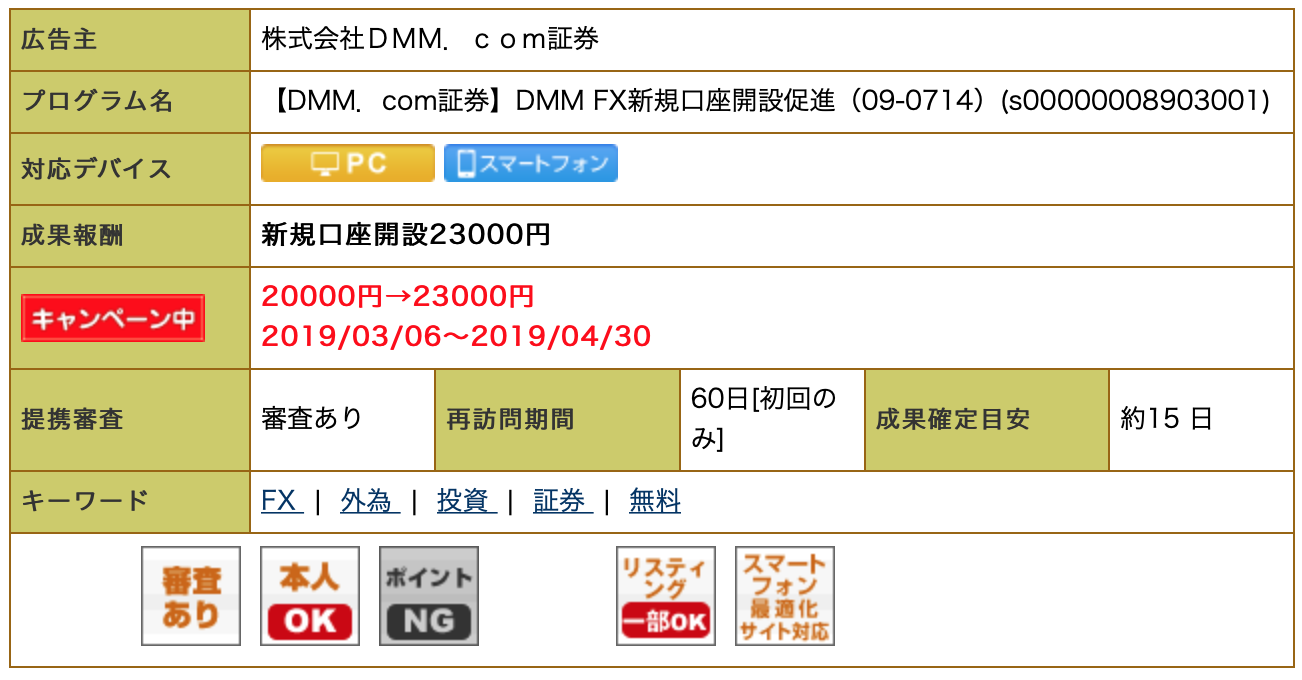 広告主
株式会社ＤＭＭ．ｃｏｍ証券
プログラム名
【DMM．com証券】DMM FX新規口座開設促進（09-0714）(s00000008903001)
対応デバイス
PC スマートフォン
成果報酬
新規口座開設23000円
キャンペーン中
20000円→23000円
2019/03/06〜2019/04/30
提携審査
審査あり
再訪問期間
60日[初回の
み]
成果確定目安
約15 日
キーワード
FX | 外為 | 投資 | 証券 | 無料
審査
あり
本人
OK
ポイント
NG
リスティ
ング
一部OK
スマート
フォン
最適化
サイト対応